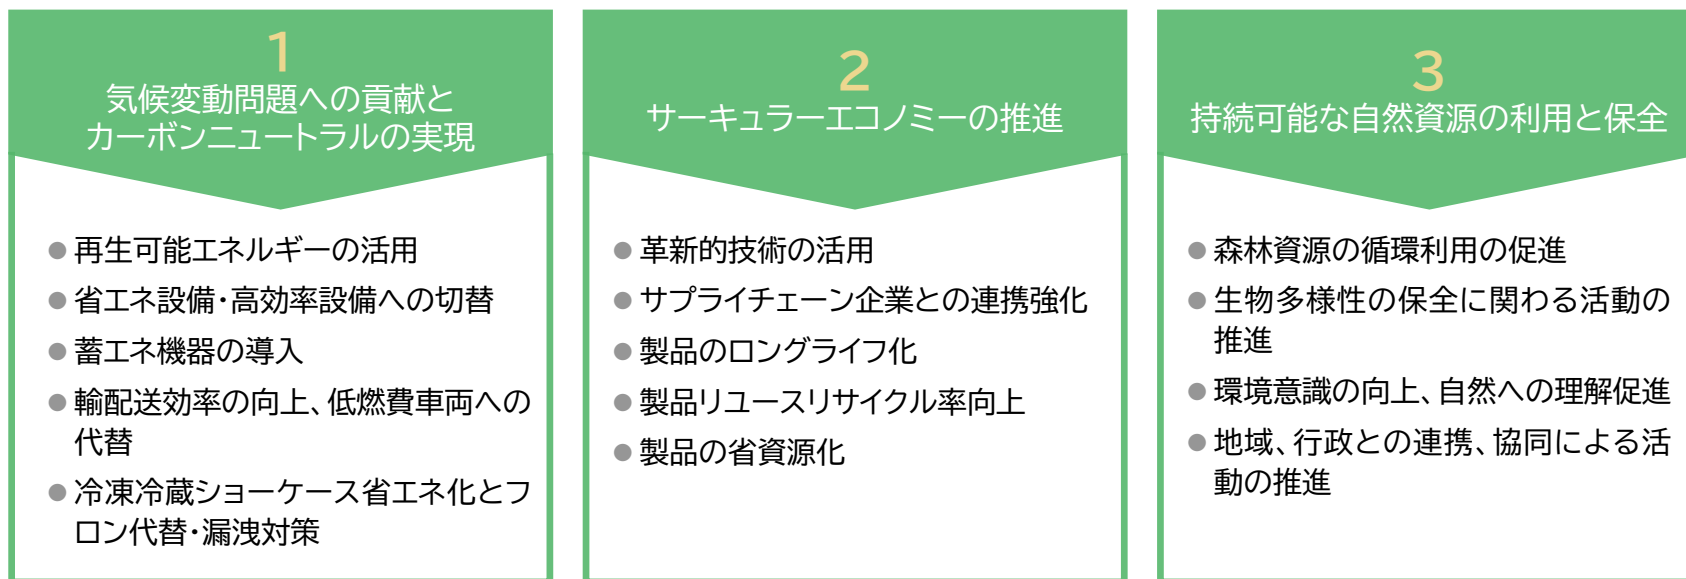 1
気候変動問題への貢献と
カーボンニュートラルの実現
●再生可能エネルギーの活用
●省エネ設備・高効率設備への切替
●蓄エネ機器の導入
●輸配送効率の向上、低燃費車両への
代替
●冷凍冷蔵ショーケース省エネ化とフ
ロン代替・漏洩対策
2
サーキュラーエコノミーの推進
●革新的技術の活用
●サプライチェーン企業との連携強化
●製品のロングライフ化
●製品リユースリサイクル率向上
●製品の省資源化
3
持続可能な自然資源の利用と保全
●森林資源の循環利用の促進
●生物多様性の保全に関わる活動の
推進
●環境意識の向上、自然への理解促進
●地域、行政との連携、協同による活
動の推進